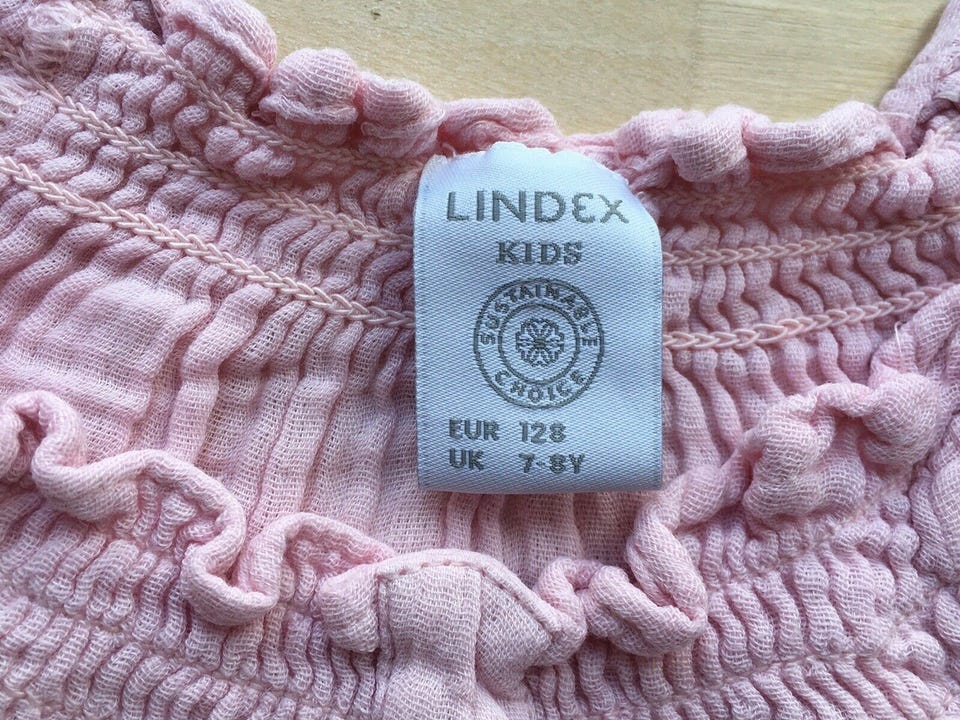 LINDEX
KIDS
SUSTAINABLE
CHOICE
EUR 128
UK 7-8Y